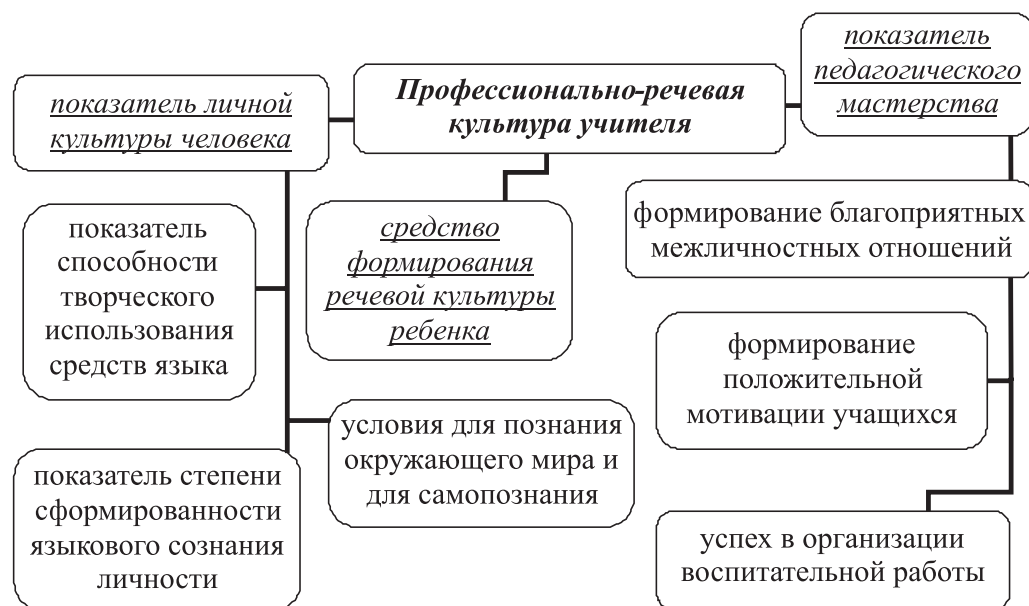 показатель личной
культуры человека
Профессионально-речевая
культура учителя
показатель
педагогического
мастерства
показатель
способности
творческого
использования
средств языка
средство
формирования
речевой культуры
ребенка
формирование благоприятных
межличностных отношений
формирование
положительной
мотивации учащихся
показатель степени
сформированности
языкового сознания
личности
условия для познания
окружающего мира и
для самопознания
успех в организации
воспитательной работы